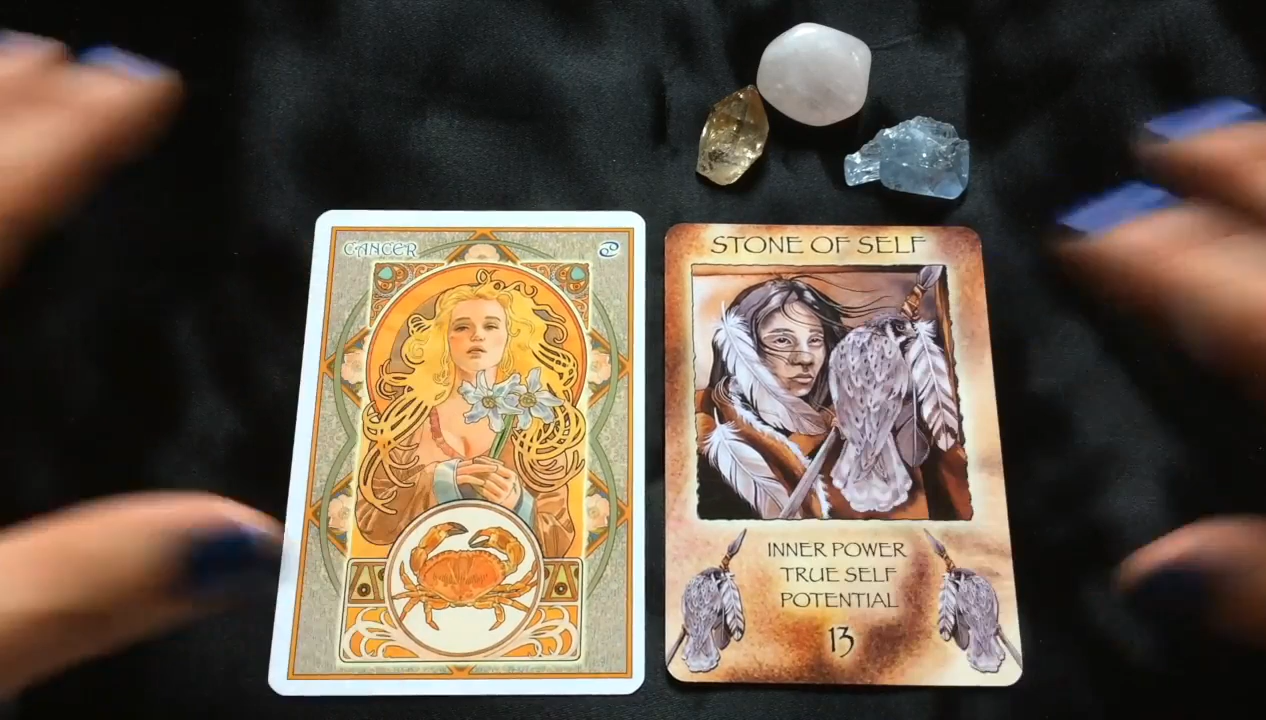 CANCER ♋
STONE OF SELF
INNER POWER
TRUE SELF
POTENTIAL
13